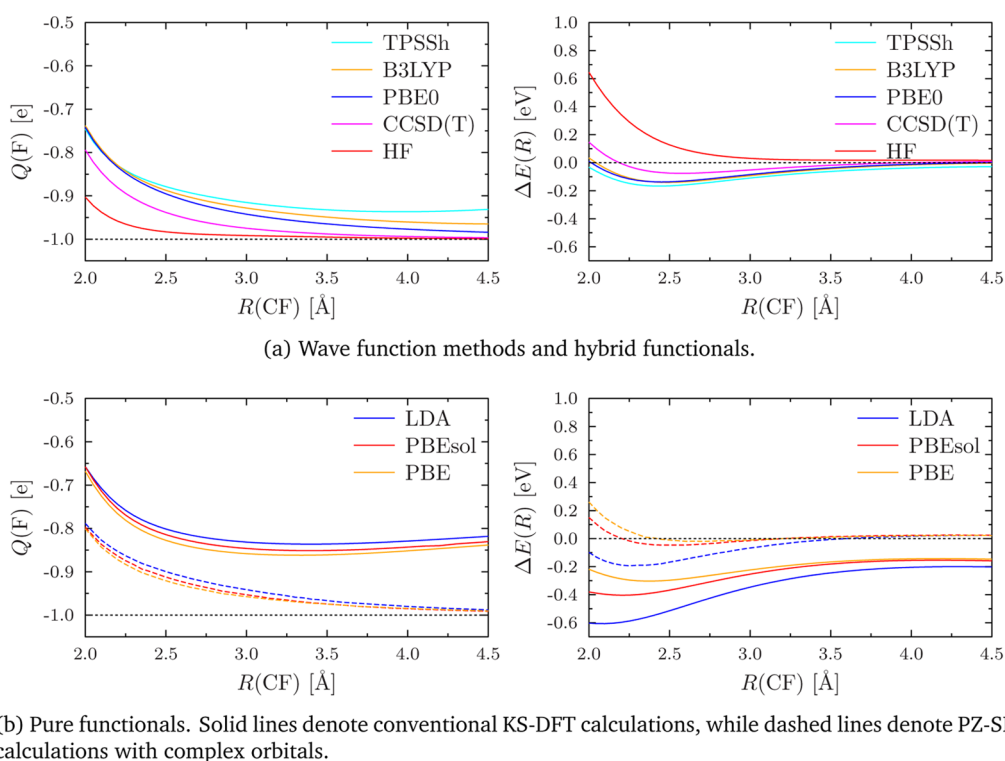 -0.5
-0.6
-0.7
-0.8
-0.9
-1.0
Q(F) [e]
TPSSh
B3LYP
PBE0
CCSD(T)
HF
2.0 2.5 3.0 3.5 4.0 4.5
R(CF) [Å]
1.0
0.8
0.6
0.4
0.2
0.0
-0.2
-0.4
-0.6
ΔE(R) [eV]
TPSSh
B3LYP
PBE0
CCSD(T)
HF
2.0 2.5 3.0 3.5 4.0 4.5
R(CF) [Å]
(a) Wave function methods and hybrid functionals.
-0.5
-0.6
-0.7
-0.8
-0.9
-1.0
Q(F) [e]
LDA
PBEsol
PBE
2.0 2.5 3.0 3.5 4.0 4.5
R(CF) [Å]
1.0
0.8
0.6
0.4
0.2
0.0
-0.2
-0.4
-0.6
ΔE(R) [eV]
LDA
PBEsol
PBE
2.0 2.5 3.0 3.5 4.0 4.5
R(CF) [Å]
(b) Pure functionals. Solid lines denote conventional KS-DFT calculations, while dashed lines denote
calculations with complex orbitals.